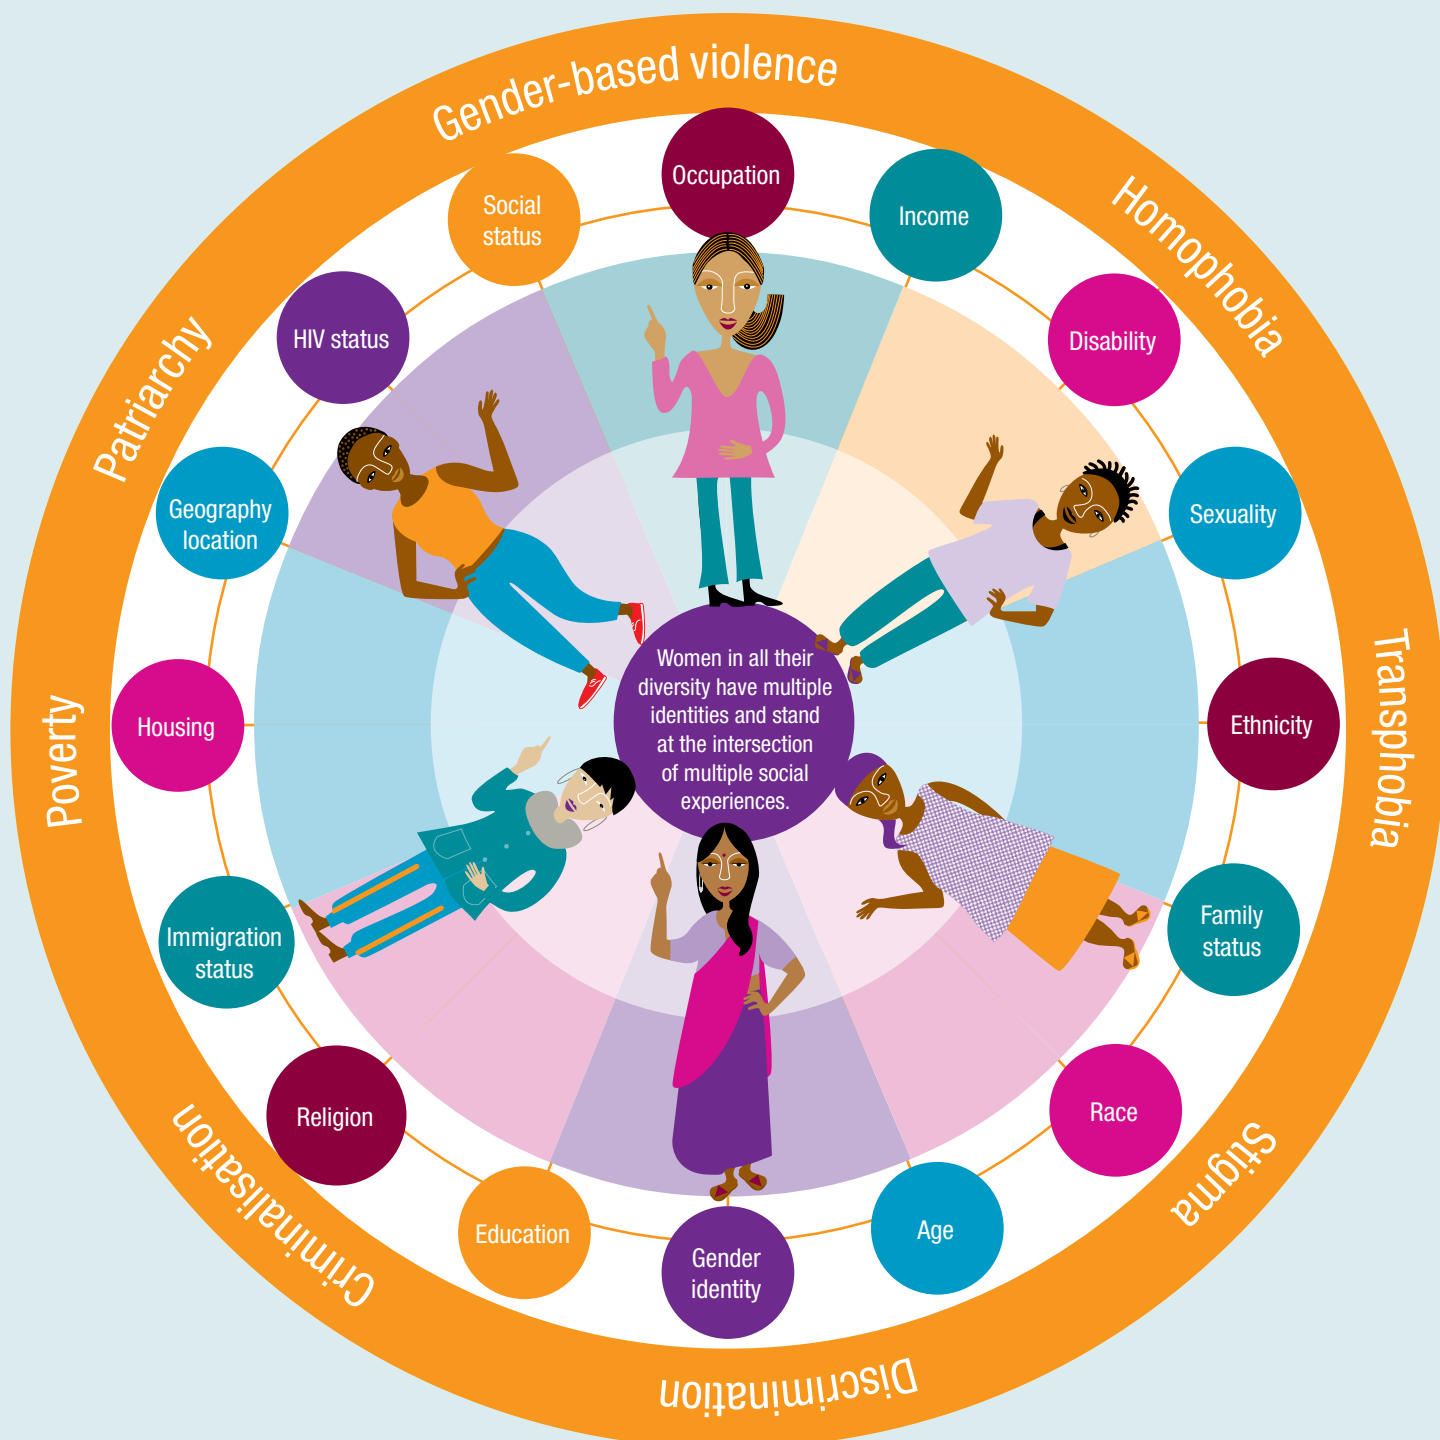 Gender-based violence
Homophobia
Transphobia
Stigma
Discrimination
Criminalisation
Poverty
Patriarchy
Occupation
Income
Disability
Sexuality
Ethnicity
Family
status
Race
Age
Gender
identity
Education
Religion
Immigration
status
Housing
Geography
location
HIV status
Social
status
Women in all their
diversity have multiple
identities and stand
at the intersection
of multiple social
experiences.